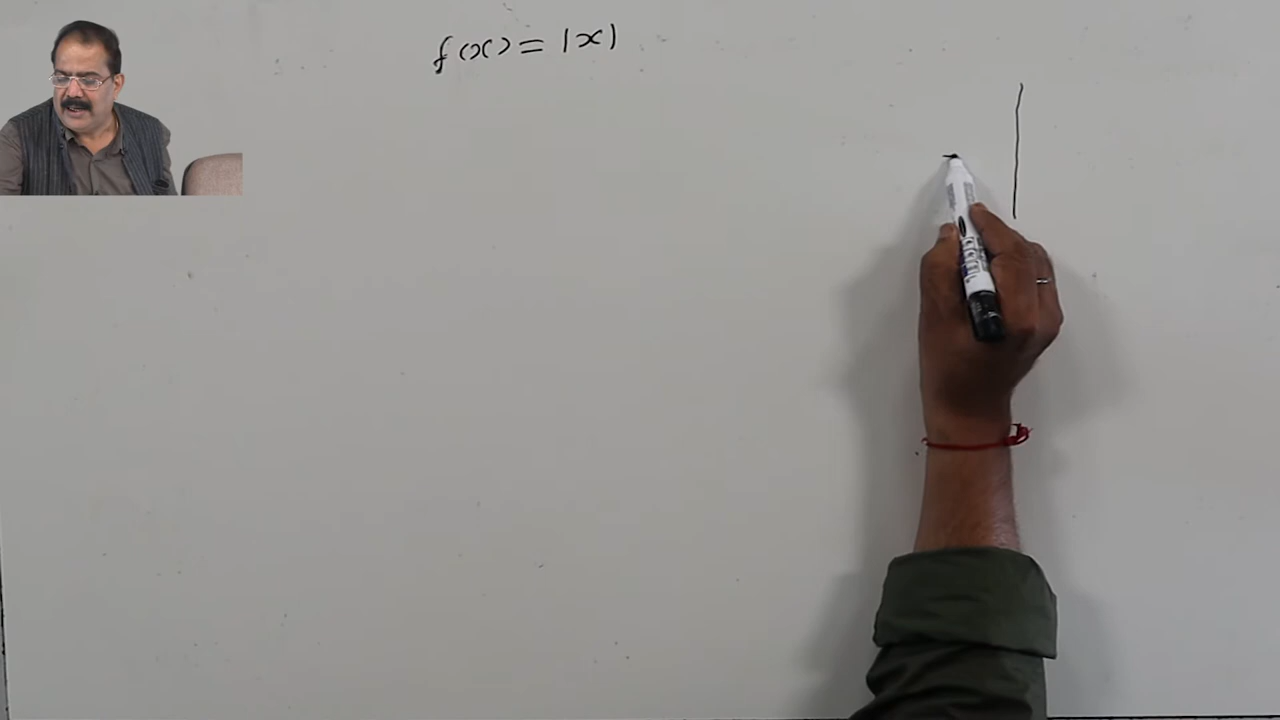 f(x) = |x|